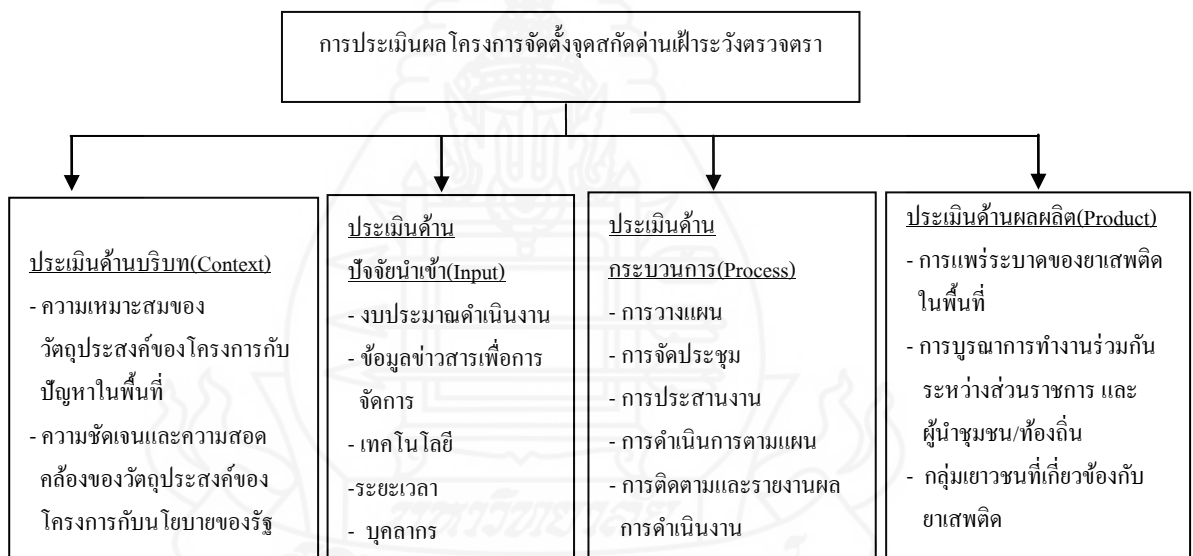 การประเมินผลโครงการจัดตั้งจุดสกัดด่านเฝ้าระวังตรวจตรา
ประเมินด้านบริบท(Context)
- ความเหมาะสมของ
วัตถุประสงค์ของโครงการกับ
ปัญหาในพื้นที่
- ความชัดเจนและความสอด
คล้องของวัตถุประสงค์ของ
โครงการกับนโยบายของรัฐ
ประเมินด้าน
ปัจจัยนำเข้า(Input)
- งบประมาณดำเนินงาน
- ข้อมูลข่าวสารเพื่อการ
จัดการ
- เทคโนโลยี
-ระยะเวลา
- บุคลากร
ประเมินด้าน
กระบวนการ(Process)
- การวางแผน
- การจัดประชุม
- การประสานงาน
- การดำเนินการตามแผน
- การติดตามและรายงานผล
การดำเนินงาน
ประเมินด้านผลผลิต(Product)
- การแพร่ระบาดของยาเสพติด
ในพื้นที่
- การบูรณาการทำงานร่วมกัน
ระหว่างส่วนราชการ และ
ผู้นำชุมชน/ท้องถิ่น
- กลุ่มเยาวชนที่เกี่ยวข้องกับ
ยาเสพติด